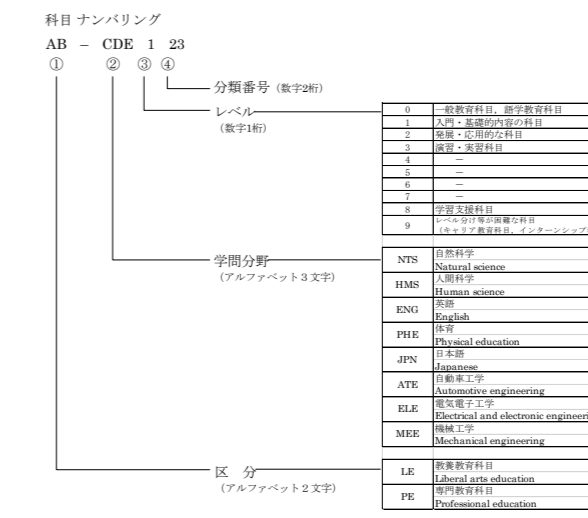 科目 ナンバリング
AB － CDE 1 23
① ② ③ ④
分類番号（数字2桁）
レベル
（数字1桁）
0 一般教育科目，語学教育科目
1 入門・基礎的内容の科目
2 発展・応用的な科目
3 演習・実習科目
4 －
5 －
6 －
7 －
8 学習支援科目
9 レベル分け等が困難な科目
（キャリア教育科目，インターンシップ
学問分野
（アルファベット３文字）
NTS 自然科学
Natural science
HMS 人間科学
Human science
ENG 英語
English
PHE 体育
Physical education
JPN 日本語
Japanese
ATE 自動車工学
Automotive engineering
ELE 電気電子工学
Electrical and electronic engineeri
MEE 機械工学
Mechanical engineering
区　分
（アルファベット２文字）
LE 教養教育科目
Liberal arts education
PE 専門教育科目
Professional education